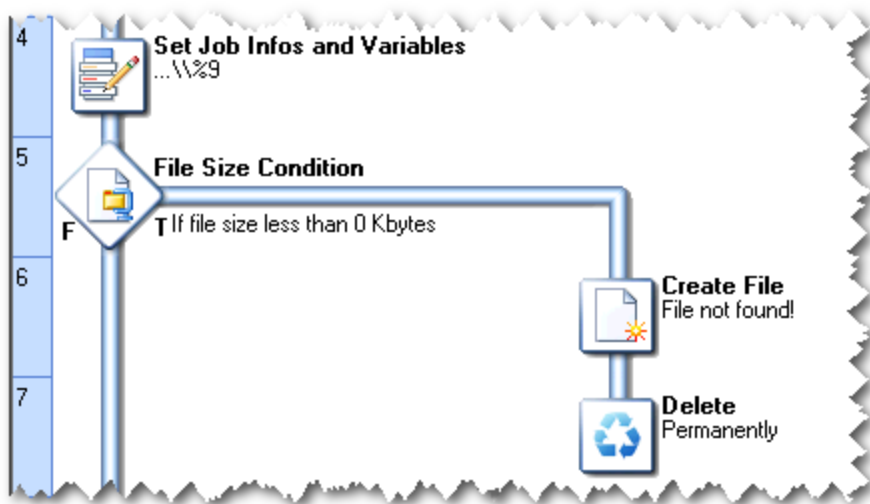 4
Set Job Infos and Variables
...\\%9
5
File Size Condition
F
T If file size less than 0 Kbytes
6
Create File
File not found!
7
Delete
Permanently